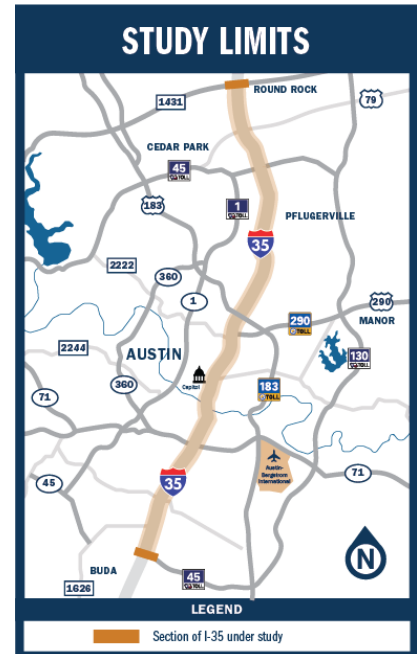 STUDY LIMITS
ROUND ROCK
1431
79
CEDAR PARK
45
TOLL
183
1
TOLL
PFLUGERVILLE
35
2222
360
1
290
290
TOLL
MANOR
2244
AUSTIN
130
TOLL
Capitol
183
TOLL
360
71
Austin-
Bergstrom
International
71
45
35
BUDA
45
TOLL
1626
N
LEGEND
Section of I-35 under study